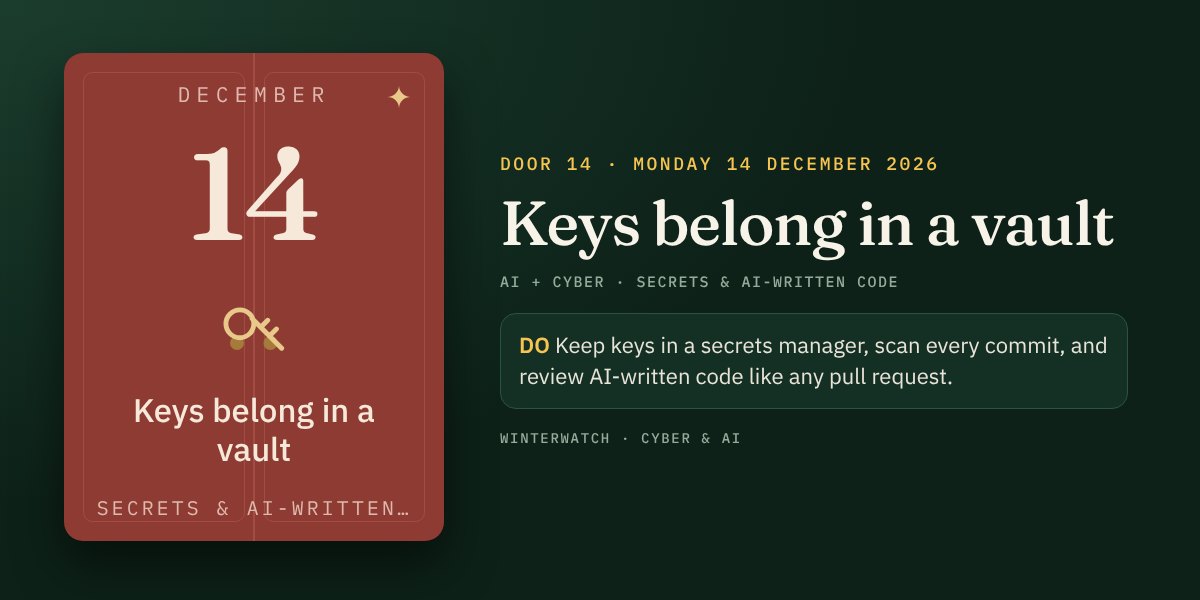 DECEMBER
14
Keys belong in a
vault
SECRETS & AI-WRITTEN…
DOOR 14 · MONDAY 14 DECEMBER 2026
Keys belong in a vault
AI + CYBER · SECRETS & AI-WRITTEN CODE
DO Keep keys in a secrets manager, scan every commit, and
review AI-written code like any pull request.
WINTERWATCH · CYBER & AI